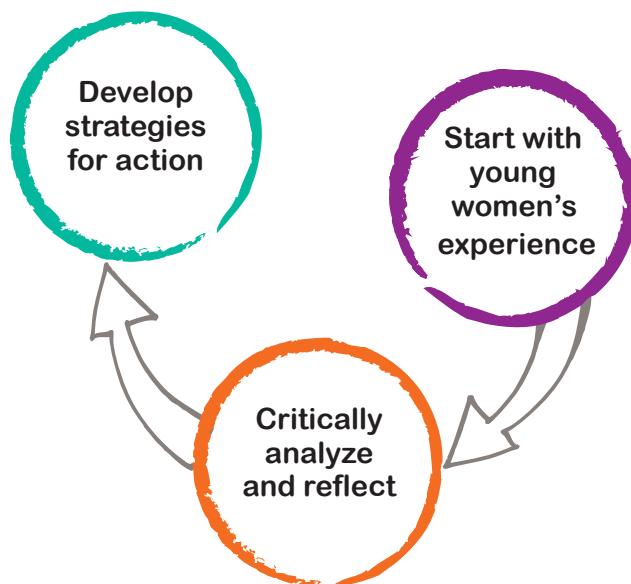 Develop
strategies
for action
Start with
young
women’s
experience
Critically
analyze
and reflect